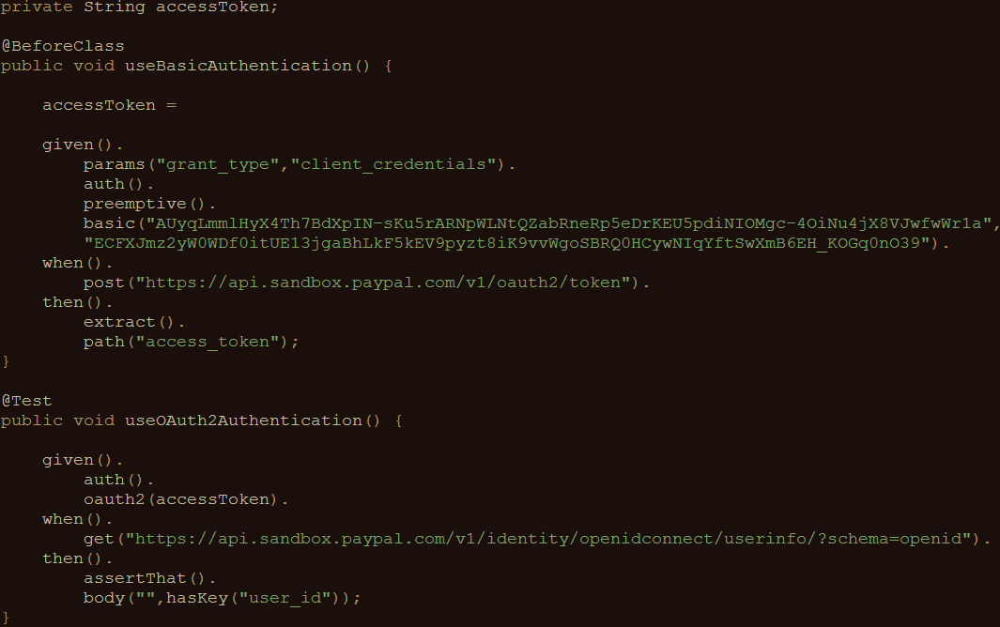 private String accessToken;
@BeforeClass
public void useBasicAuthentication() {
accessToken =
given().
params("grant_type","client_credentials").
auth().
preemptive().
basic("AUyqLmmlHyX4Th7BdXpIN-sKu5rARNpWLNtQZabRneRp5eDrKEU5pdiNIOMgc-4OiNu4jX8VJwfwWr1a",
"ECFXJmz2yW0WDf0itUE13jgaBhLkF5kEV9pyzt8iK9vvWgoSBRQ0HCywNIqYftSwXmB6EH_KOGq0nO39").
when().
post("https://api.sandbox.paypal.com/v1/oauth2/token").
then().
extract().
path("access_token");
}
@Test
public void useOAuth2Authentication() {
given().
auth().
oauth2(accessToken).
when().
get("https://api.sandbox.paypal.com/v1/identity/openidconnect/userinfo/?schema=openid").
then().
assertThat().
body("",hasKey("user_id"));
}